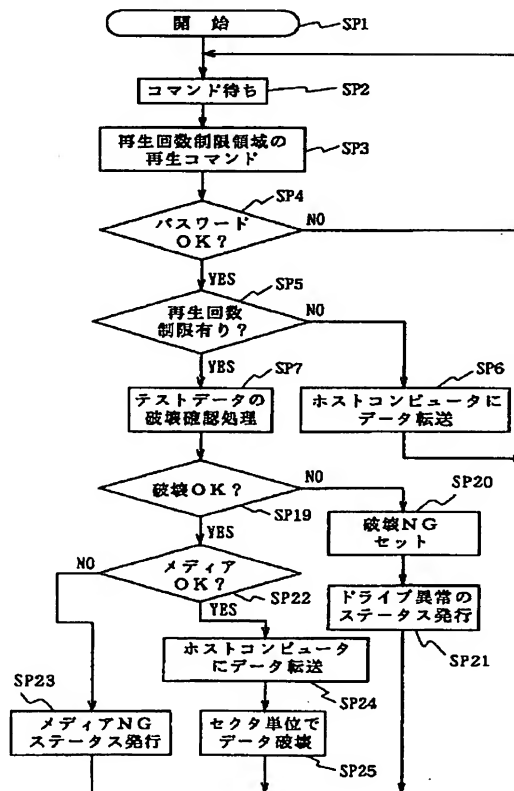 開始
SP1
コマンド待ち
SP2
再生回数制限領域の
再生コマンド
SP3
SP4
パスワード
OK?
NO
YES
SP5
再生回数
制限有り?
NO
YES
SP7
SP6
テストデータの
破壊確認処理
ホストコンピュータに
データ転送
破壊OK?
NO
SP19
YES
SP20
破壊NG
セット
NO
メディア
OK?
SP22
YES
ドライブ異常の
ステータス発行
SP21
ホストコンピュータ
にデータ転送
SP24
SP23
メディアNG
ステータス発行
セクタ単位で
データ破壊
SP25